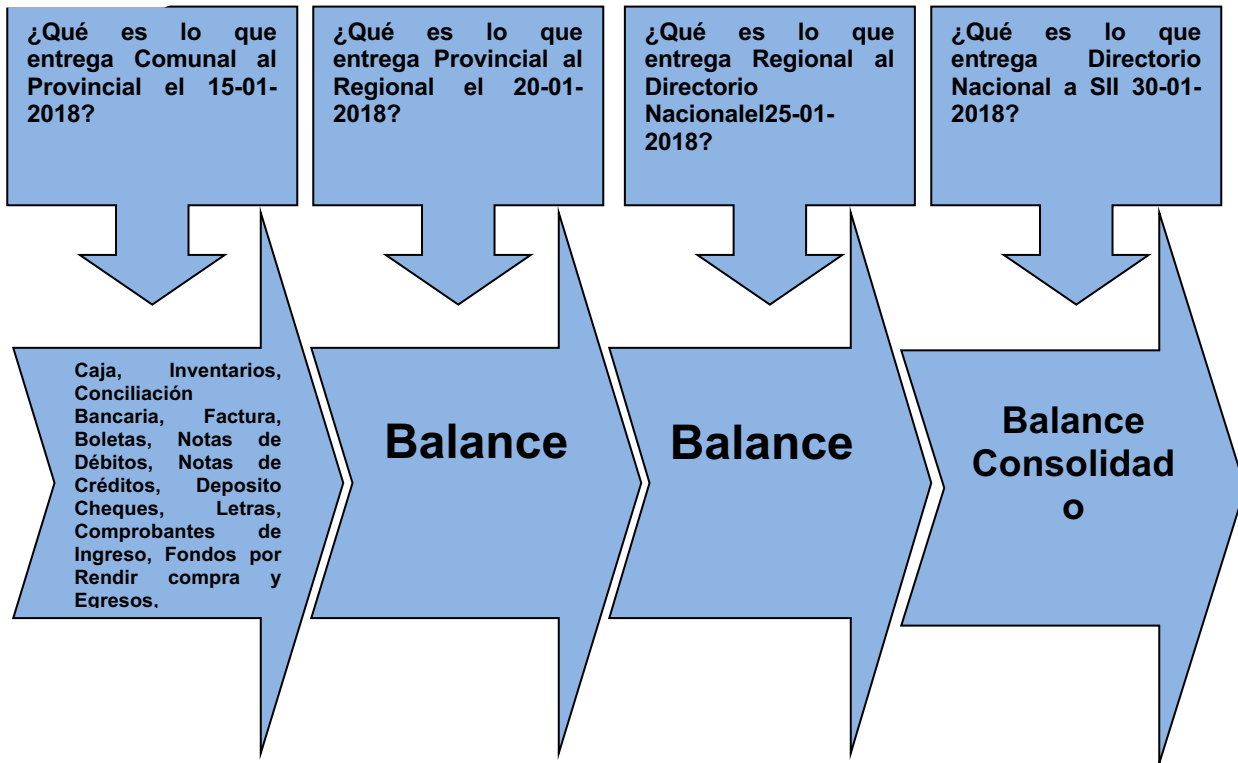 ¿Qué es lo que
entrega Comunal al
Provincial el 15-01-
2018?
¿Qué es lo que
entrega Provincial al
Regional el 20-01-
2018?
¿Qué es lo que
entrega Regional al
Directorio
Nacionalel25-01-
2018?
¿Qué es lo que
entrega Directorio
Nacional a SII 30-01-
2018?
Caja, Inventarios,
Conciliación
Bancaria, Factura,
Boletas, Notas de
Débitos, Notas de
Créditos, Deposito
Cheques, Letras,
Comprobantes de
Ingreso, Fondos por
Rendir compra y
Egresos,
Balance
Balance
Balance
Consolidad
o